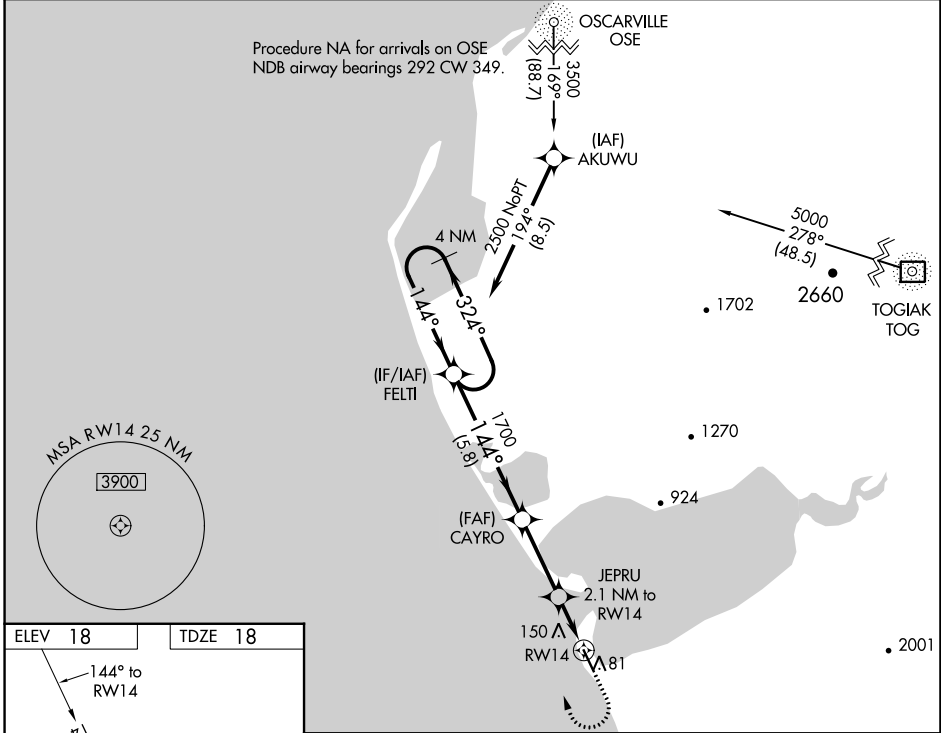 OSCARVILLE
OSE
Procedure NA for arrivals on OSE
NDB airway bearings 292 CW 349.
3500
169°
(88.7)
(IAF)
AKUWU
2500 NoPT
194°
(8.5)
5000
278°
(48.5)
2660
TOGIAK
TOG
4 NM
144°
324°
1702
(IF/IAF)
FELTI
1700
144°
(5.8)
1270
MSA RW14 25 NM
3900
924
(FAF)
CAYRO
JEPRU
2.1 NM to
RW14
150
RW14
81
2001
ELEV 18
TDZE 18
144° to
RW14